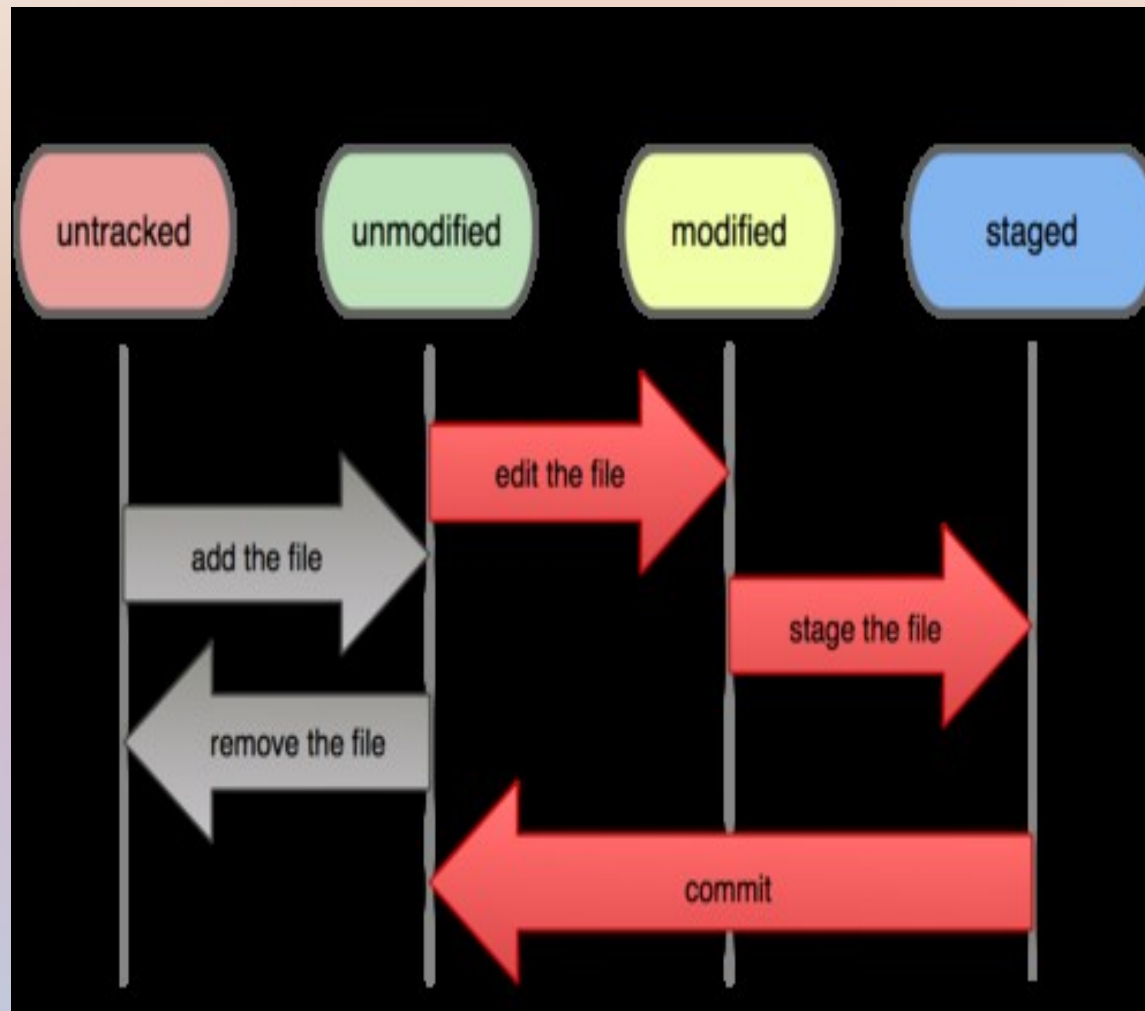 untracked
unmodified
modified
staged
edit the file
add the file
stage the file
remove the file
commit